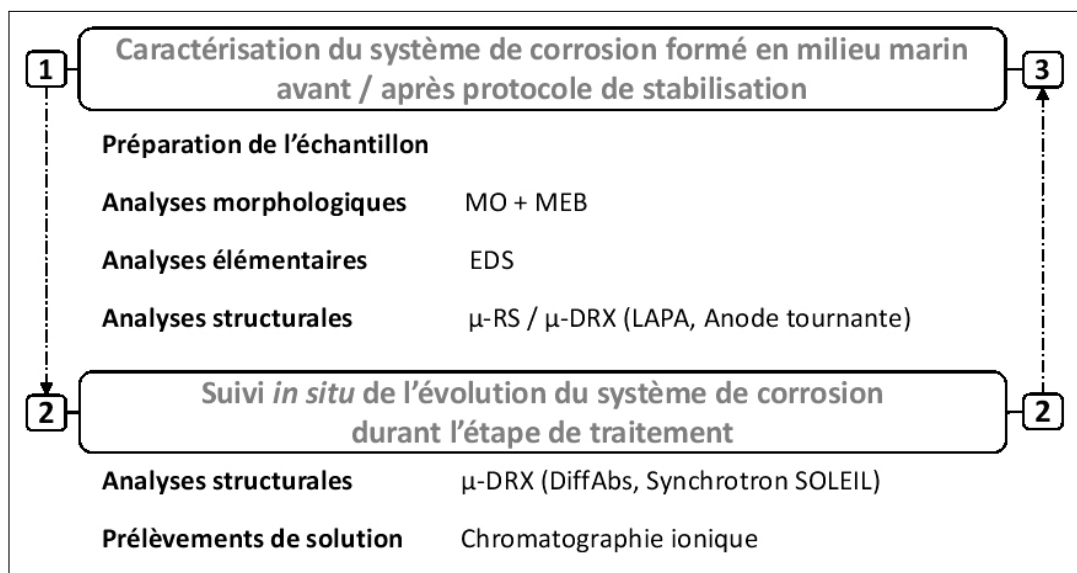 1
Caractérisation du système de corrosion formé en milieu marin
avant / après protocole de stabilisation
3
Préparation de l'échantillon
Analyses morphologiques MO + MEB
Analyses élémentaires EDS
Analyses structurales μ-RS / μ-DRX (LAPA, Anode tournante)
2
Suivi in situ de l'évolution du système de corrosion
durant l'étape de traitement
2
Analyses structurales μ-DRX (DiffAbs, Synchrotron SOLEIL)
Prélèvements de solution Chromatographie ionique